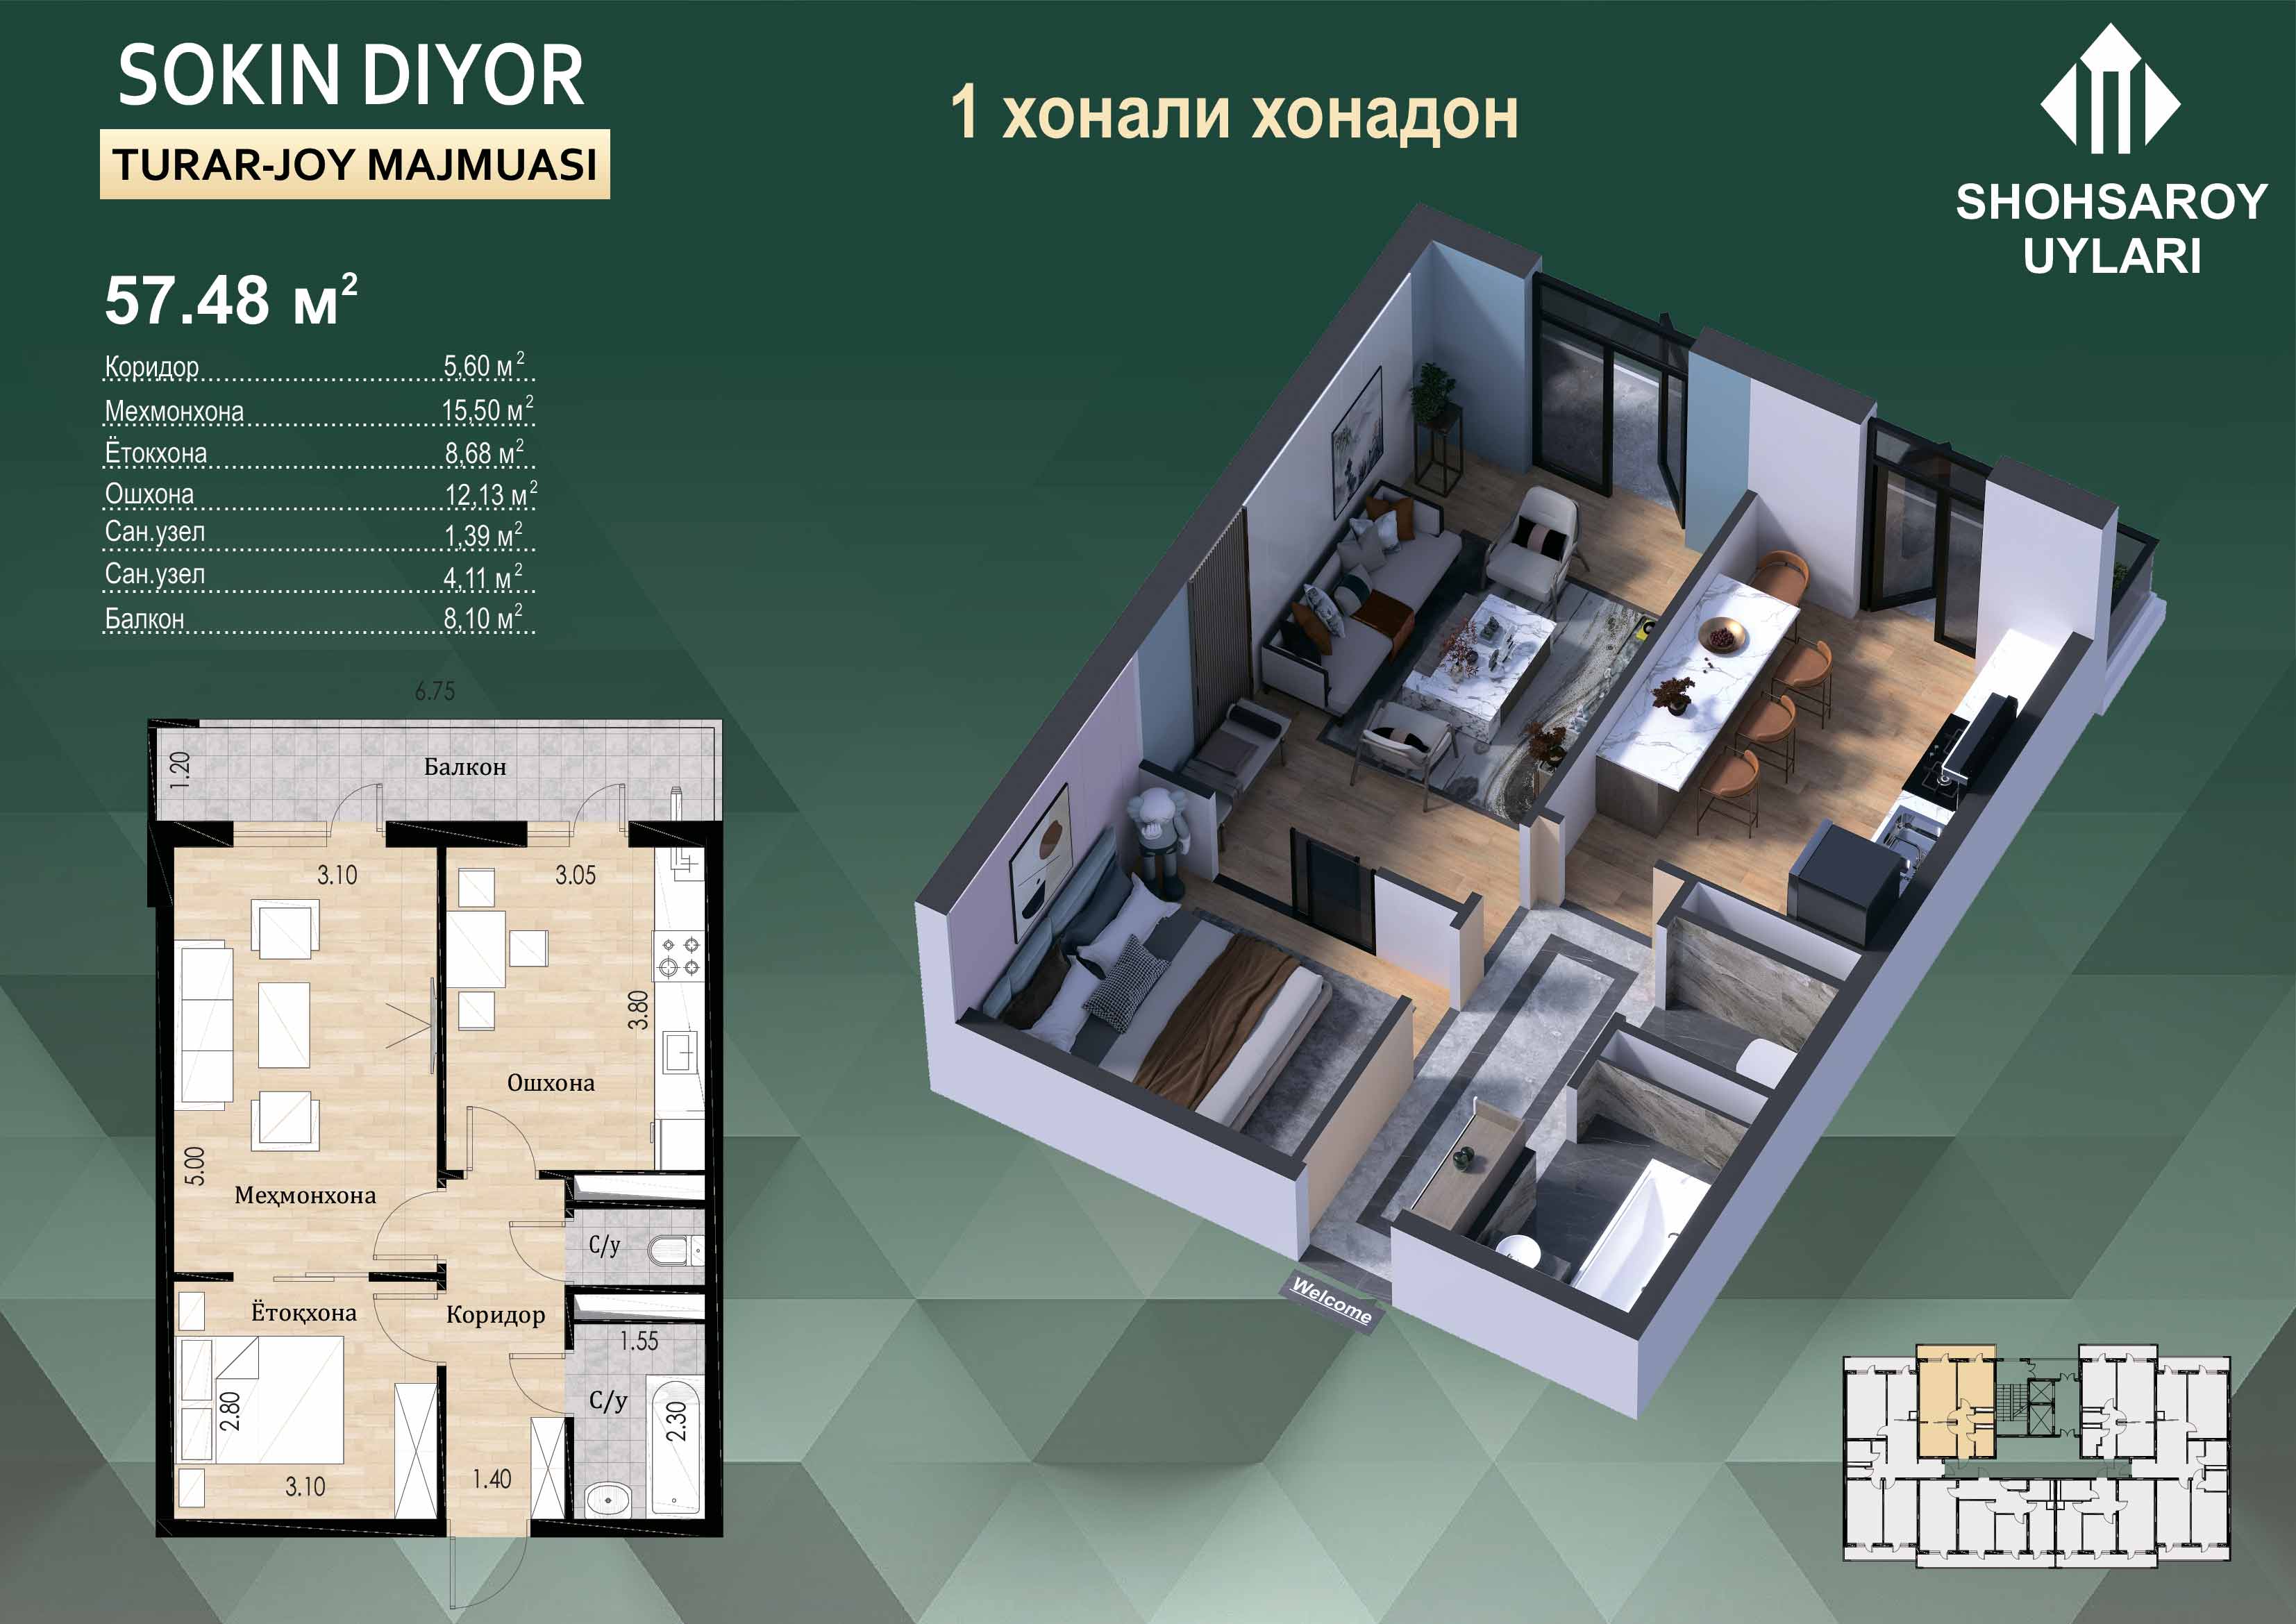 SOKIN DIYOR
TURAR-JOY MAJMUASI
1 хонали хонадон
SHOHSAROY
UYLARI
57.48 м²
Коридор 5,60 м²
Мехмонхона 15,50 м²
Ётокхона 8,68 м²
Ошхона 12,13 м²
Сан.узел 1,39 м²
Сан.узел 4,11 м²
Балкон 8,10 м²
6.75
1.20
Балкон
3.10
3.05
3.80
Ошхона
5.00
Меҳмонхона
С/у
Ётоқхона
Коридор
1.55
С/у
2.80
2.30
3.10
1.40
Welcome